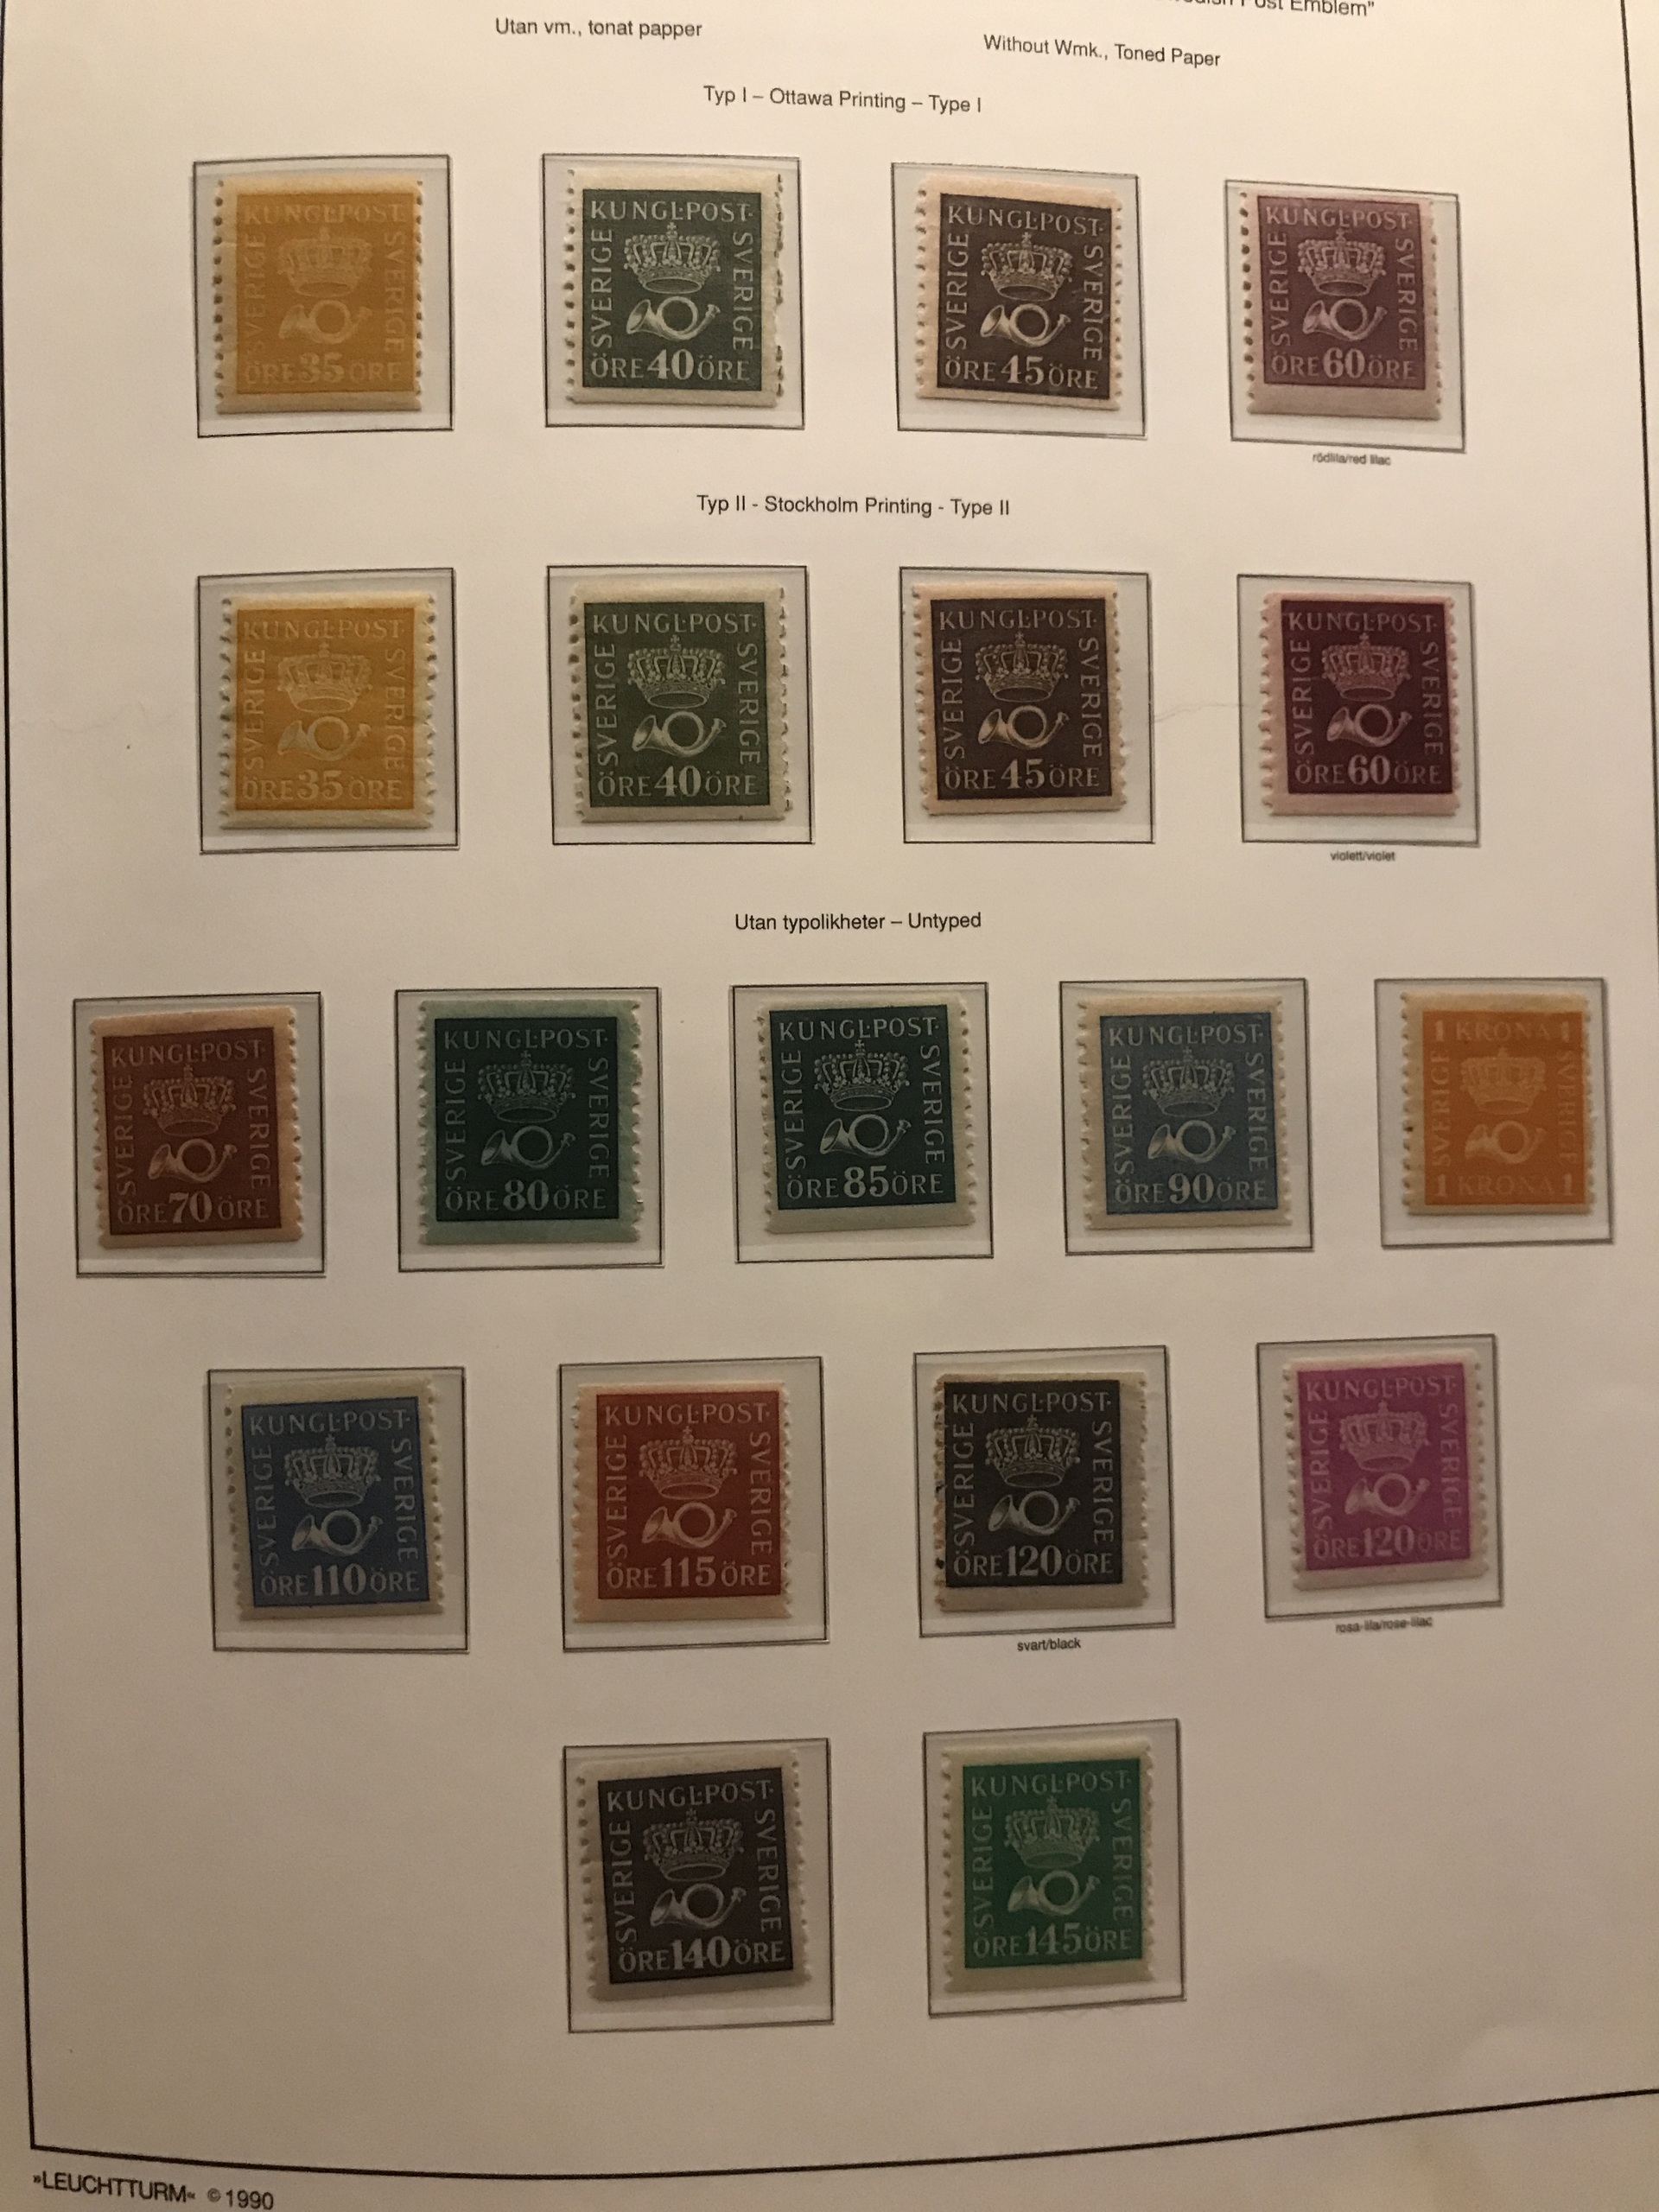 Post Emblem"
Utan vm., tonat papper
Without Wmk., Toned Paper
Typ I – Ottawa Printing – Type I
KUNGL·POST·
SVERIGE
SVERIGE
ÖRE 35 ÖRE
KUNGL·POST·
SVERIGE
SVERIGE
ÖRE 40 ÖRE
KUNGL·POST·
SVERIGE
SVERIGE
ÖRE 45 ÖRE
KUNGL·POST·
SVERIGE
SVERIGE
ÖRE 60 ÖRE
rödlila/red lilac
Typ II - Stockholm Printing - Type II
KUNGL·POST·
SVERIGE
SVERIGE
ÖRE 35 ÖRE
KUNGL·POST·
SVERIGE
SVERIGE
ÖRE 40 ÖRE
KUNGL·POST·
SVERIGE
SVERIGE
ÖRE 45 ÖRE
KUNGL·POST·
SVERIGE
SVERIGE
ÖRE 60 ÖRE
violett/violet
Utan typolikheter – Untyped
KUNGL·POST·
SVERIGE
SVERIGE
ÖRE 70 ÖRE
KUNGL·POST·
SVERIGE
SVERIGE
ÖRE 80 ÖRE
KUNGL·POST·
SVERIGE
SVERIGE
ÖRE 85 ÖRE
KUNGL·POST·
SVERIGE
SVERIGE
ÖRE 90 ÖRE
1 KRONA 1
SVERIGE
SVERIGE
1 KRONA 1
KUNGL·POST·
SVERIGE
SVERIGE
ÖRE 110 ÖRE
KUNGL·POST·
SVERIGE
SVERIGE
ÖRE 115 ÖRE
KUNGL·POST·
SVERIGE
SVERIGE
ÖRE 120 ÖRE
svart/black
KUNGL·POST·
SVERIGE
SVERIGE
ÖRE 120 ÖRE
rosa-lila/rose-lilac
KUNGL·POST·
SVERIGE
SVERIGE
ÖRE 140 ÖRE
KUNGL·POST·
SVERIGE
SVERIGE
ÖRE 145 ÖRE
»LEUCHTTURM« © 1990